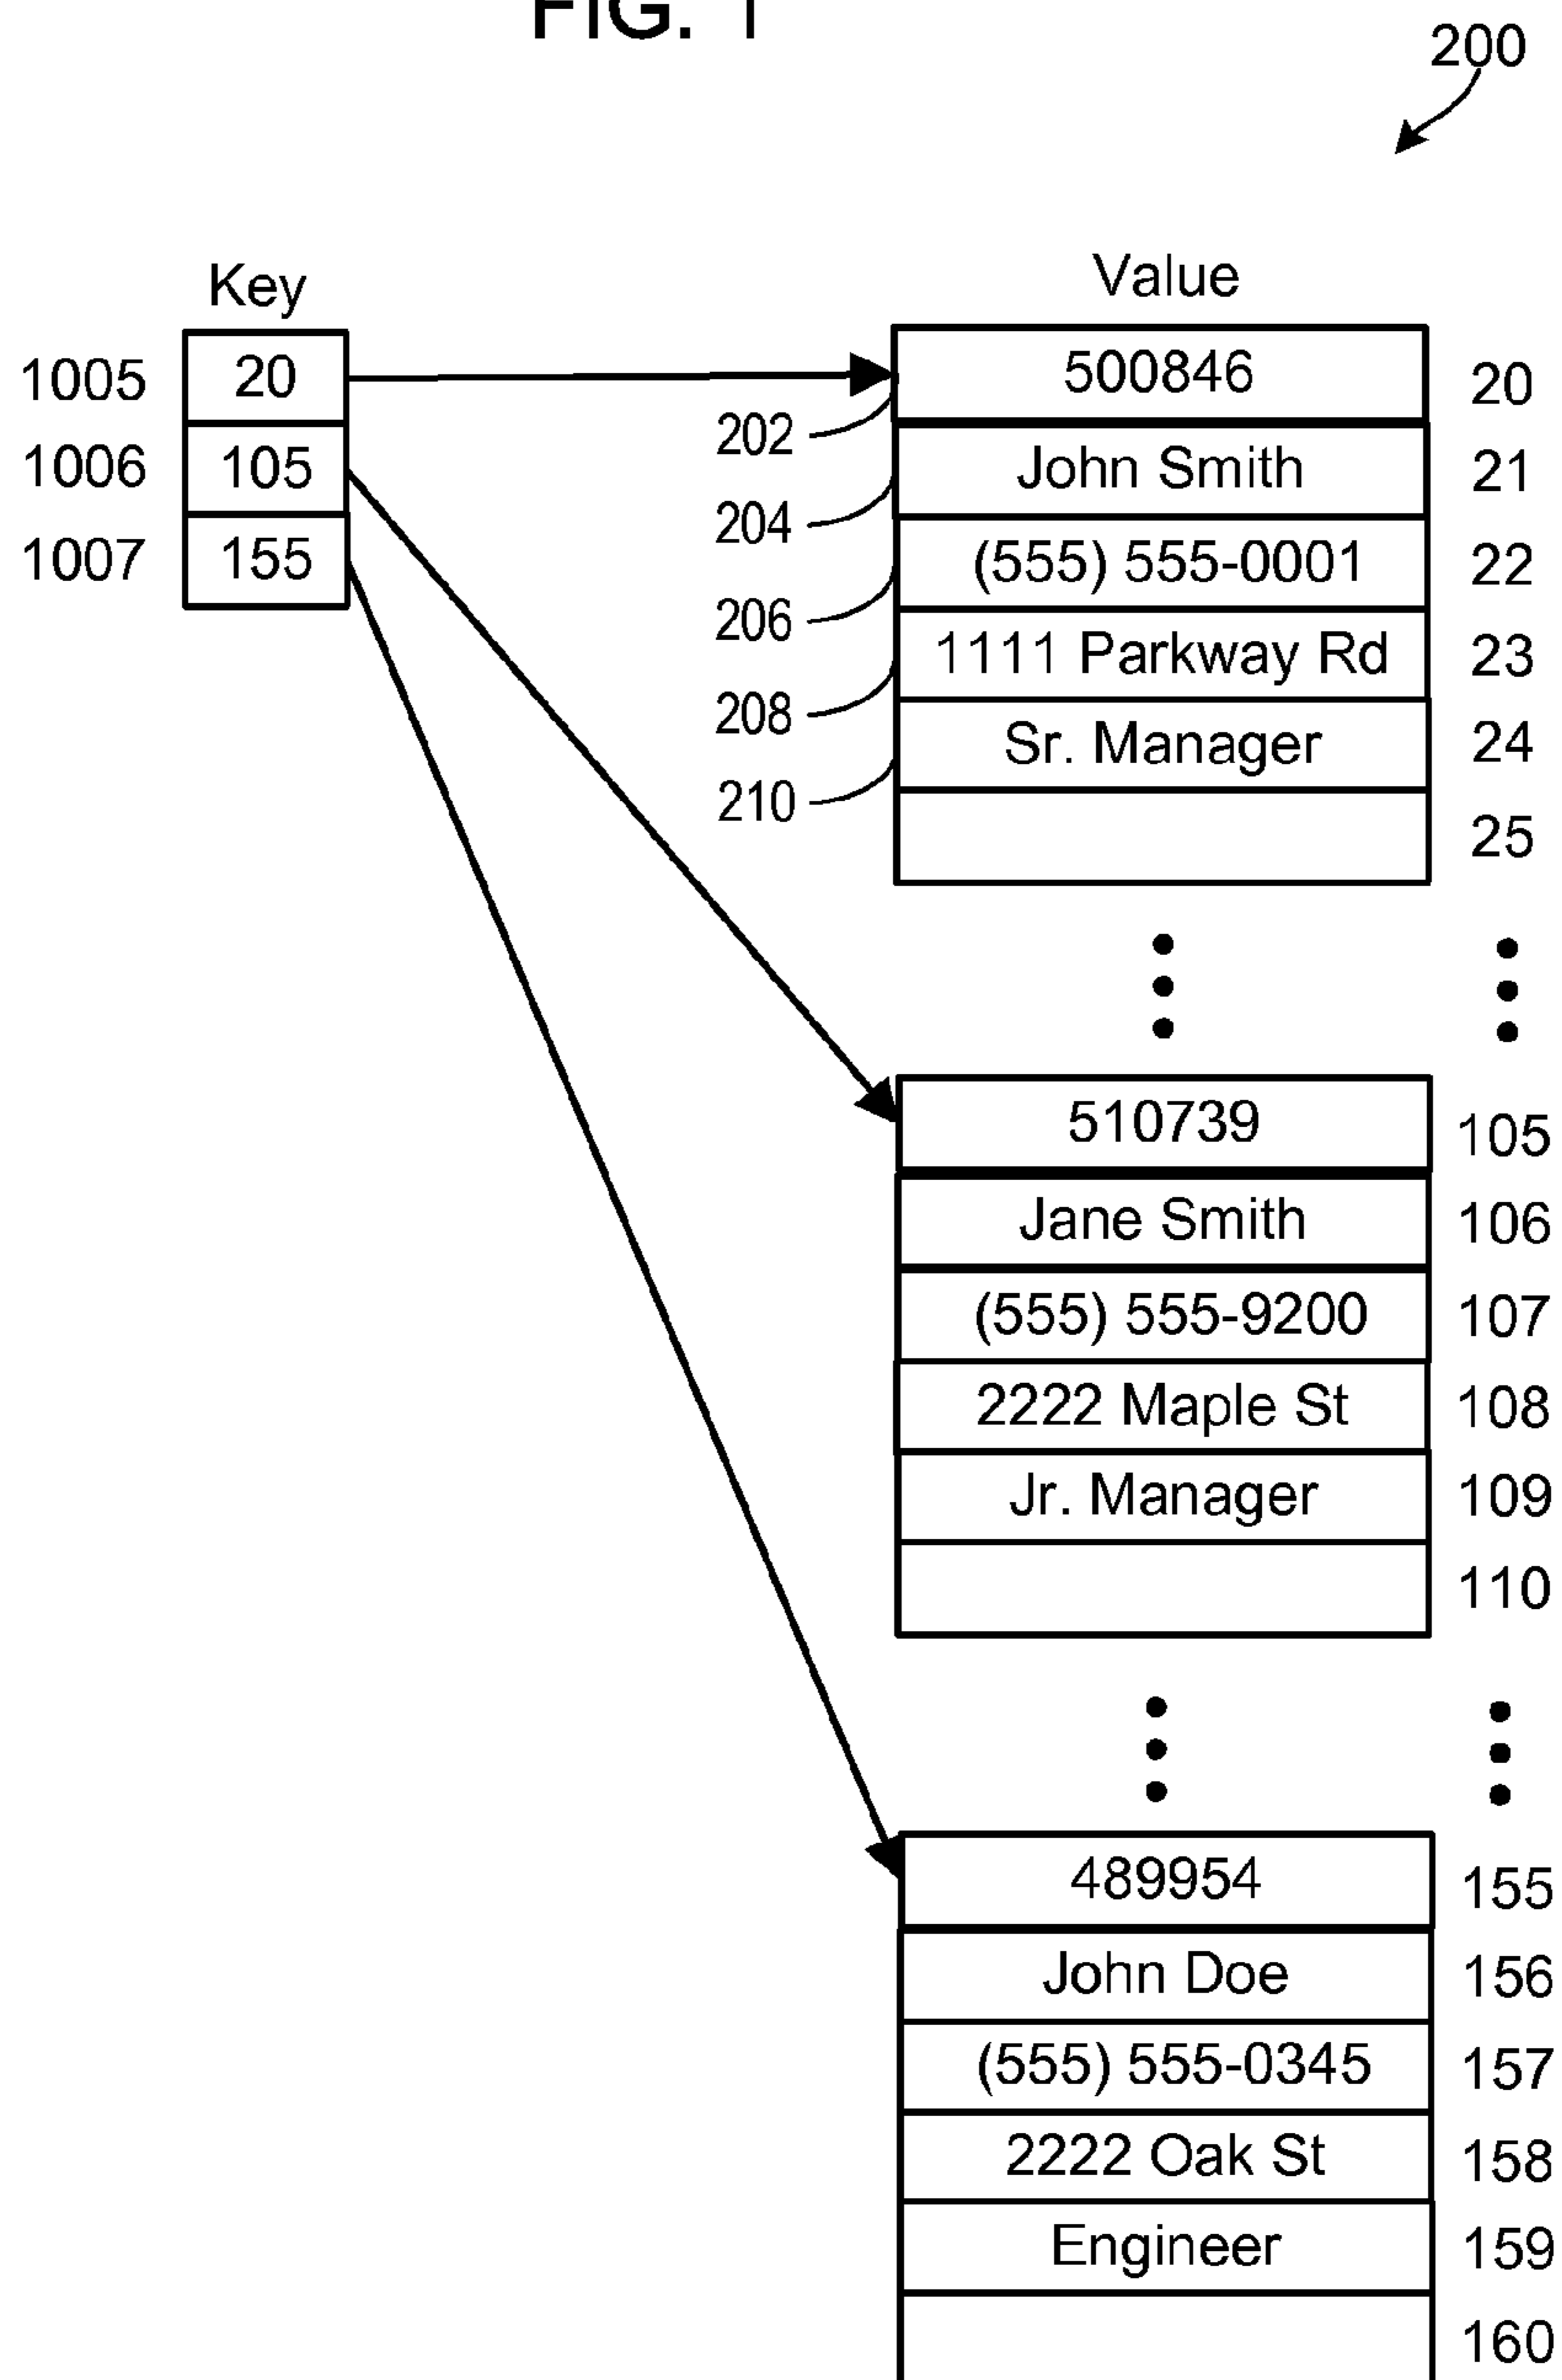 FIG. 1
200
Key
Value
1005 20 500846 20
202
1006 105 John Smith 21
204
1007 155 (555) 555-0001 22
206
1111 Parkway Rd 23
208
Sr. Manager 24
210
25
510739 105
Jane Smith 106
(555) 555-9200 107
2222 Maple St 108
Jr. Manager 109
110
489954 155
John Doe 156
(555) 555-0345 157
2222 Oak St 158
Engineer 159
160